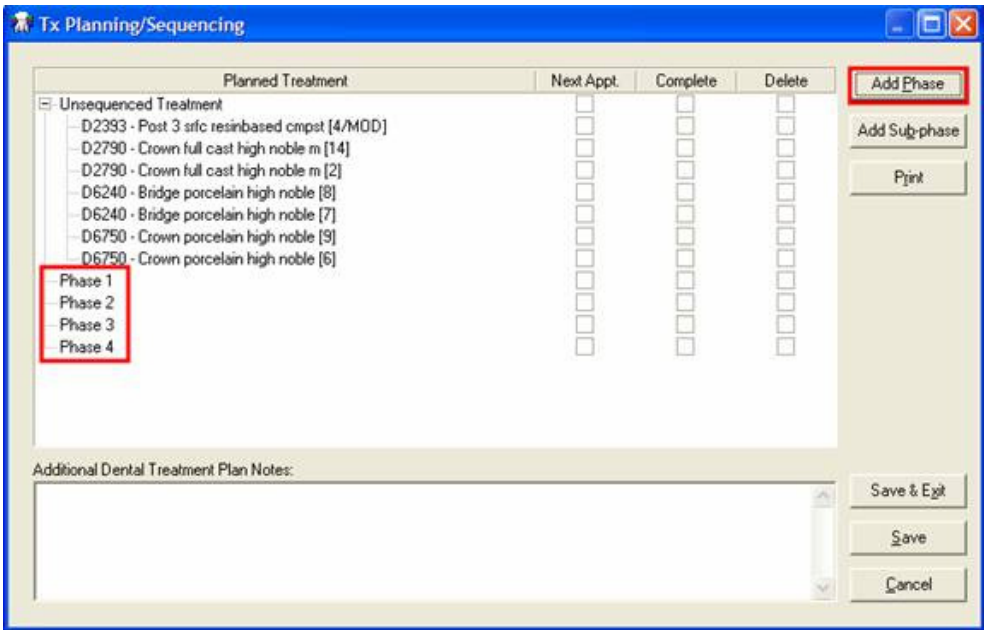 Tx Planning/Sequencing
Planned Treatment Next Appt. Complete Delete
Unsequenced Treatment
D2393 - Post 3 srfc resinbased cmpst [4/MOD]
D2790 - Crown full cast high noble m [14]
D2790 - Crown full cast high noble m [2]
D6240 - Bridge porcelain high noble [8]
D6240 - Bridge porcelain high noble [7]
D6750 - Crown porcelain high noble [9]
D6750 - Crown porcelain high noble [6]
Phase 1
Phase 2
Phase 3
Phase 4
Add Phase
Add Sub-phase
Print
Additional Dental Treatment Plan Notes:
Save & Exit
Save
Cancel